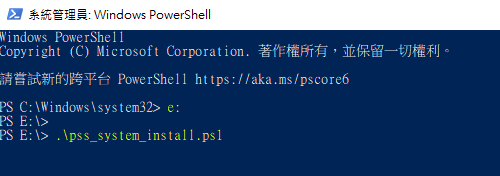 系統管理員: Windows PowerShell
Windows PowerShell
Copyright (C) Microsoft Corporation. 著作權所有，並保留一切權利。
請嘗試新的跨平台 PowerShell https://aka.ms/pscore6
PS C:\Windows\system32> e:
PS E:\>
PS E:\> .\pss_system_install.ps1